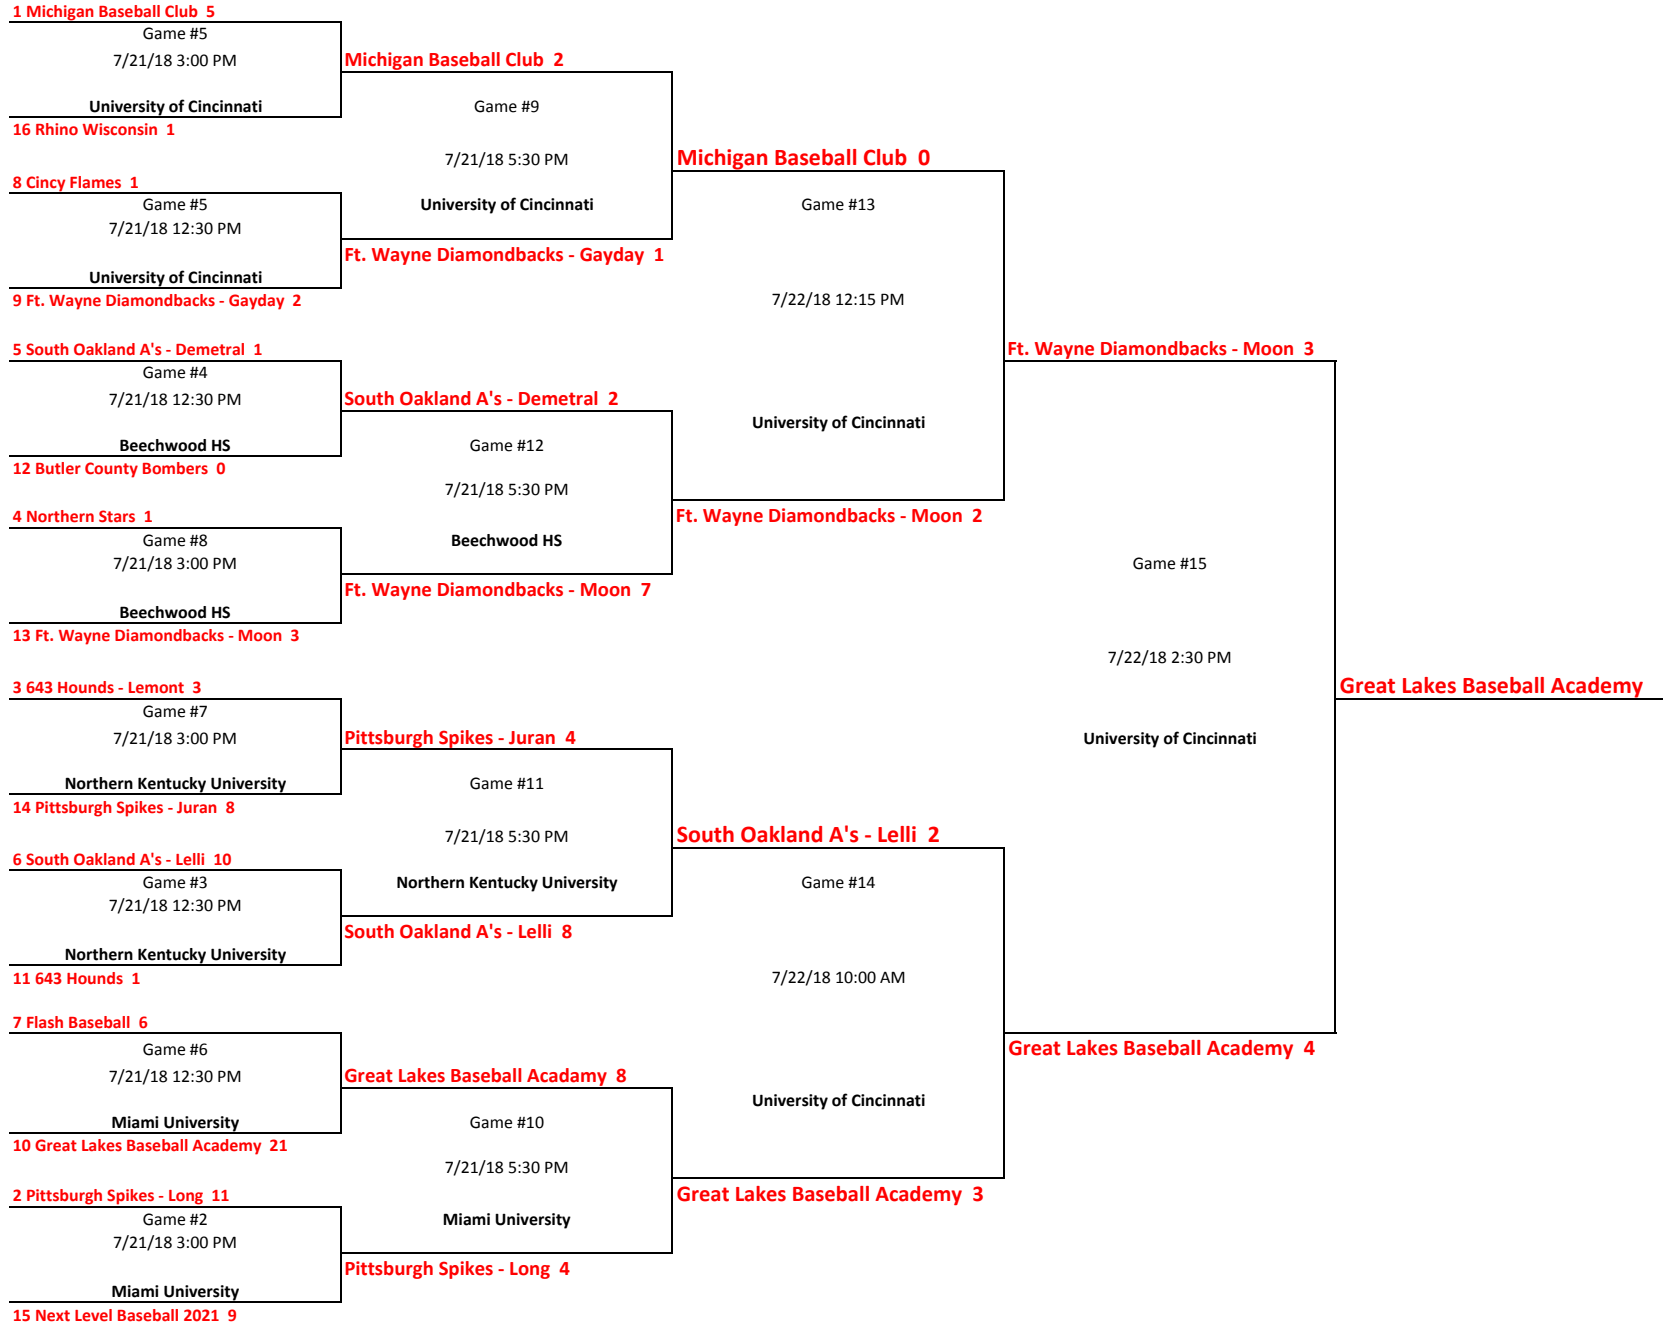 1 Michigan Baseball Club 5
Game #5
7/21/18 3:00 PM
University of Cincinnati
16 Rhino Wisconsin 1
8 Cincy Flames 1
Game #5
7/21/18 12:30 PM
University of Cincinnati
9 Ft. Wayne Diamondbacks - Gayday 2
5 South Oakland A's - Demetral 1
Game #4
7/21/18 12:30 PM
Beechwood HS
12 Butler County Bombers 0
4 Northern Stars 1
Game #8
7/21/18 3:00 PM
Beechwood HS
13 Ft. Wayne Diamondbacks - Moon 3
3 643 Hounds - Lemont 3
Game #7
7/21/18 3:00 PM
Northern Kentucky University
14 Pittsburgh Spikes - Juran 8
6 South Oakland A's - Lelli 10
Game #3
7/21/18 12:30 PM
Northern Kentucky University
11 643 Hounds 1
7 Flash Baseball 6
Game #6
7/21/18 12:30 PM
Miami University
10 Great Lakes Baseball Academy 21
2 Pittsburgh Spikes - Long 11
Game #2
7/21/18 3:00 PM
Miami University
15 Next Level Baseball 2021 9
Michigan Baseball Club 2
Game #9
7/21/18 5:30 PM
University of Cincinnati
Ft. Wayne Diamondbacks - Gayday 1
South Oakland A's - Demetral 2
Game #12
7/21/18 5:30 PM
Beechwood HS
Ft. Wayne Diamondbacks - Moon 7
Pittsburgh Spikes - Juran 4
Game #11
7/21/18 5:30 PM
Northern Kentucky University
South Oakland A's - Lelli 8
Great Lakes Baseball Acadamy 8
Game #10
7/21/18 5:30 PM
Miami University
Pittsburgh Spikes - Long 4
Michigan Baseball Club 0
Game #13
7/22/18 12:15 PM
University of Cincinnati
Ft. Wayne Diamondbacks - Moon 2
South Oakland A's - Lelli 2
Game #14
7/22/18 10:00 AM
University of Cincinnati
Great Lakes Baseball Academy 3
Ft. Wayne Diamondbacks - Moon 3
Game #15
7/22/18 2:30 PM
University of Cincinnati
Great Lakes Baseball Academy 4
Great Lakes Baseball Academy